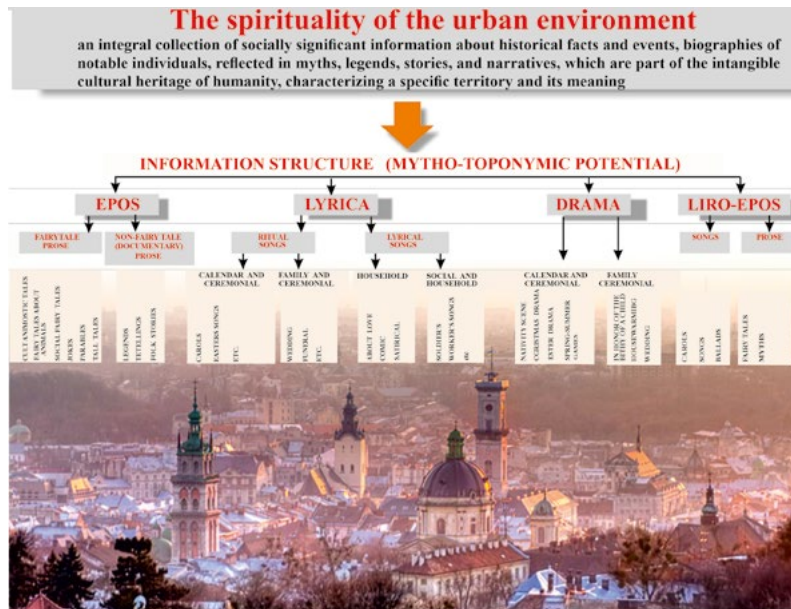 The spirituality of the urban environment
an integral collection of socially significant information about historical facts and events, biographies of
notable individuals, reflected in myths, legends, stories, and narratives, which are part of the intangible
cultural heritage of humanity, characterizing a specific territory and its meaning
INFORMATION STRUCTURE (MYTHO-TOPONYMIC POTENTIAL)
EPOS
LYRICA
DRAMA
LIRO-EPOS
FAIRYTALE
PROSE
NON-FAIRY TALE
(DOCUMENTARY)
PROSE
RITUAL
SONGS
LYRICAL
SONGS
SONGS
PROSE
CALENDAR AND
CEREMONIAL
FAMILY AND
CEREMONIAL
HOUSEHOLD
SOCIAL AND
HOUSEHOLD
CALENDAR AND
CEREMONIAL
FAMILY
CEREMONIAL
CULT ANIMOSTIC TALES
FAIRY TALES ABOUT
ANIMALS
SOCIAL FAIRY TALES
JOKES
PARABLES
TALL TALES
LEGENDS
TETELLINGS
FOLK STORIES
CAROLS
EASTERS SONGS
ETC.
WEDDING
FUNERAL
ETC.
ABOUT LOVE
COMIC
SATIRICAL
SOLDIER'S
WORKER'S SONGS
etc
NATIVITY SCENE
CGRISTMAS DRAMA
ESTER DRAMA
SPRING-SUMMER
GAMES
IN HONOR OF THE
BITHY OF A CHILD
HOUSEWARMIBG
WEDDING
CAROLS
SONGS
BALLADS
FAIRY TALES
MYTHS